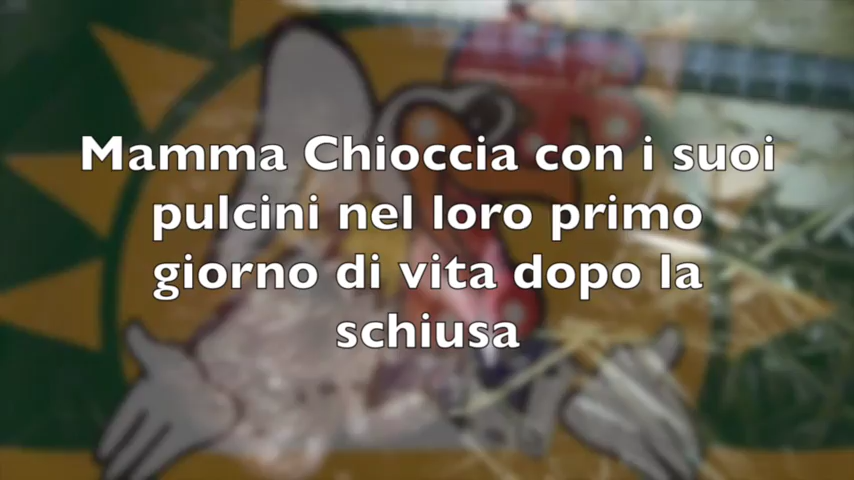 Mamma Chioccia con i suoi
pulcini nel loro primo
giorno di vita dopo la
schiusa